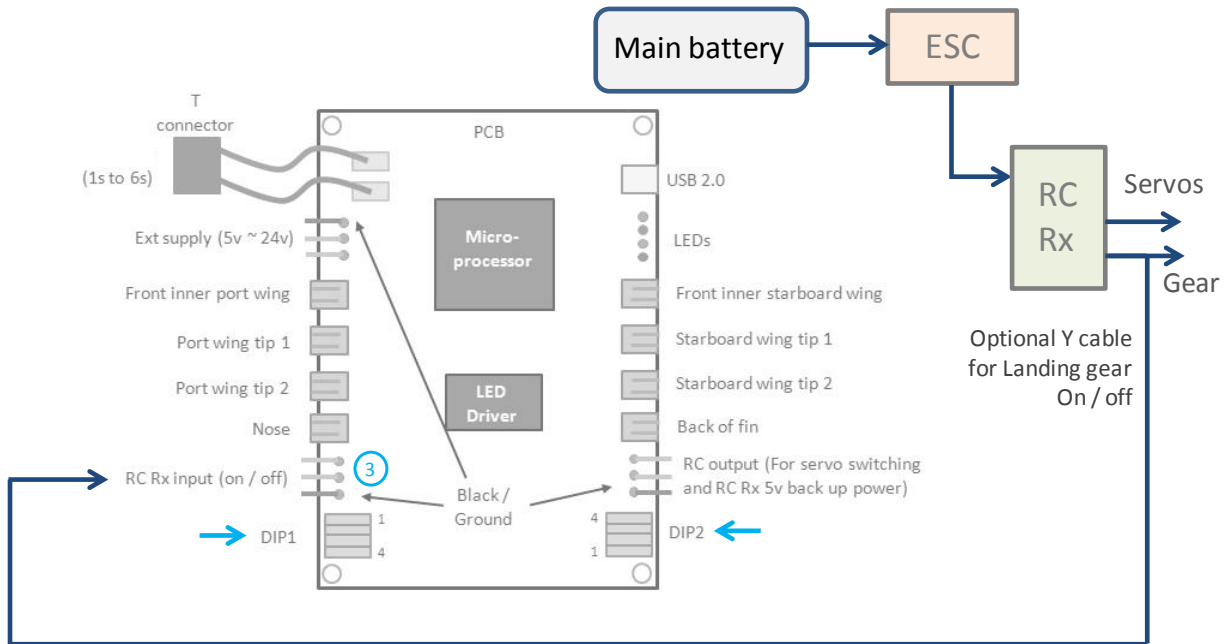 Main battery
ESC
T
connector
(1s to 6s)
PCB
USB 2.0
RC
Rx
Servos
Gear
Ext supply (5v ~ 24v)
Micro-
processor
LEDs
Front inner port wing
Front inner starboard wing
Port wing tip 1
Starboard wing tip 1
Optional Y cable
for Landing gear
On / off
Port wing tip 2
LED
Driver
Starboard wing tip 2
Nose
Back of fin
RC Rx input (on / off)
3
RC output (For servo switching
and RC Rx 5v back up power)
Black /
Ground
DIP1
1
4
4
1
DIP2